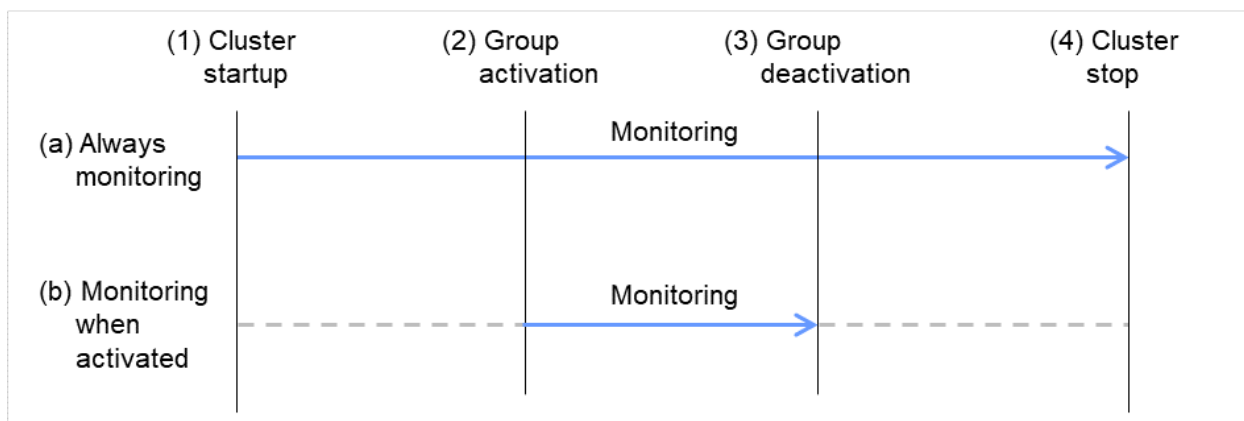 (1) Cluster
startup
(2) Group
activation
(3) Group
deactivation
(4) Cluster
stop
(a) Always
monitoring
Monitoring
(b) Monitoring
when
activated
Monitoring